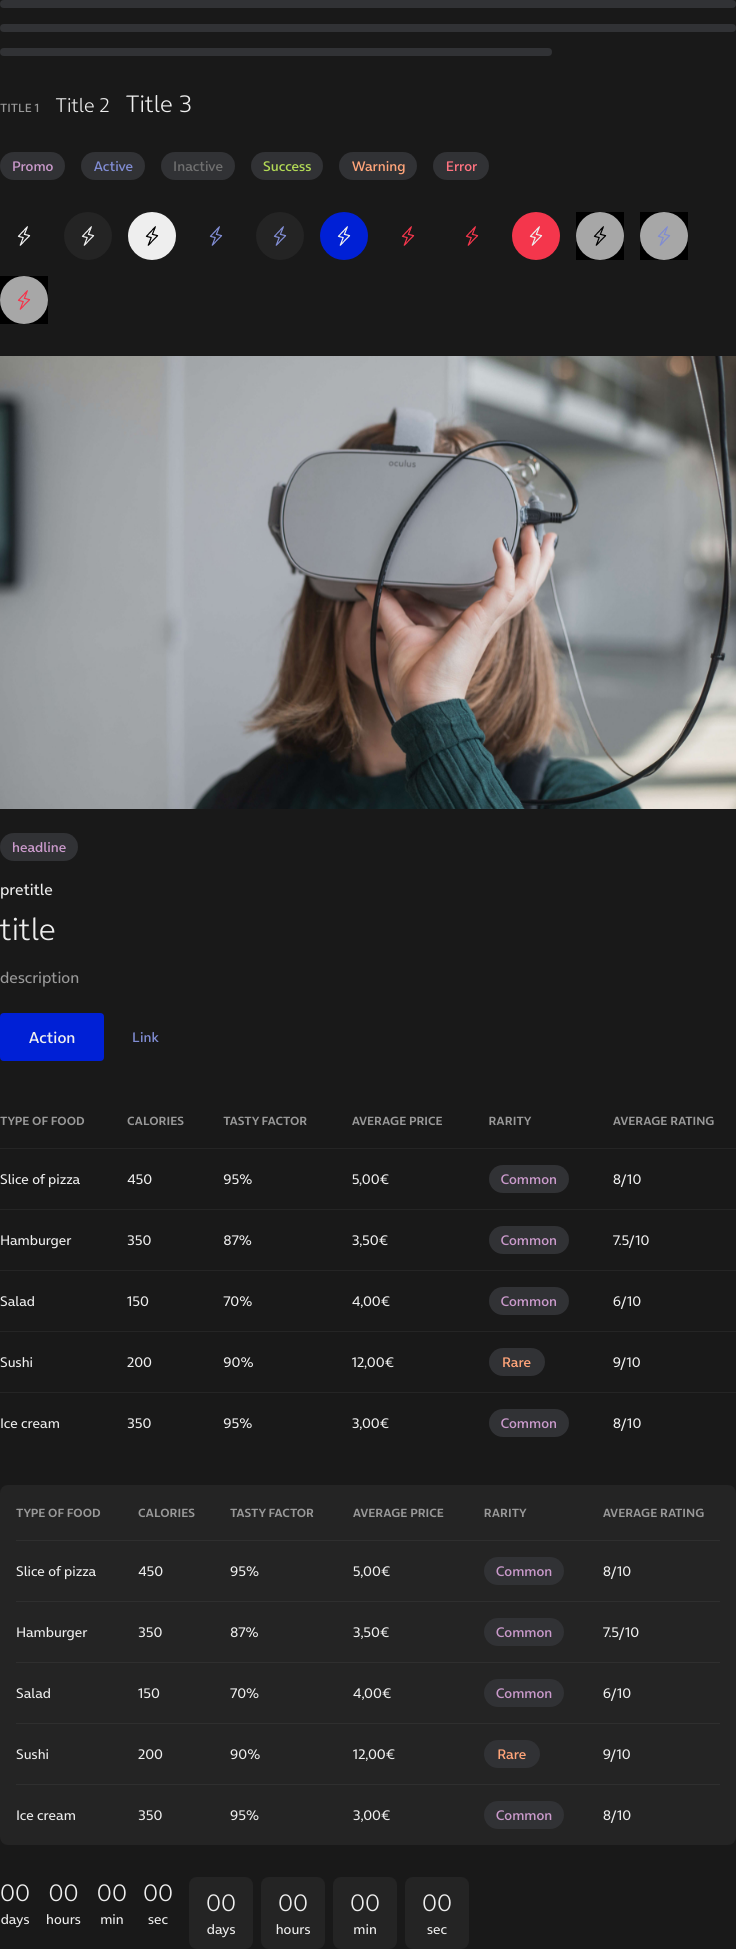 TITLE 1 Title 2 Title 3
Promo Active Inactive Success Warning Error
oculus
headline
pretitle
title
description
Action Link
TYPE OF FOOD CALORIES TASTY FACTOR AVERAGE PRICE RARITY AVERAGE RATING
Slice of pizza 450 95% 5,00€ Common 8/10
Hamburger 350 87% 3,50€ Common 7.5/10
Salad 150 70% 4,00€ Common 6/10
Sushi 200 90% 12,00€ Rare 9/10
Ice cream 350 95% 3,00€ Common 8/10
TYPE OF FOOD CALORIES TASTY FACTOR AVERAGE PRICE RARITY AVERAGE RATING
Slice of pizza 450 95% 5,00€ Common 8/10
Hamburger 350 87% 3,50€ Common 7.5/10
Salad 150 70% 4,00€ Common 6/10
Sushi 200 90% 12,00€ Rare 9/10
Ice cream 350 95% 3,00€ Common 8/10
00 00 00 00
days hours min sec
00 00 00 00
days hours min sec